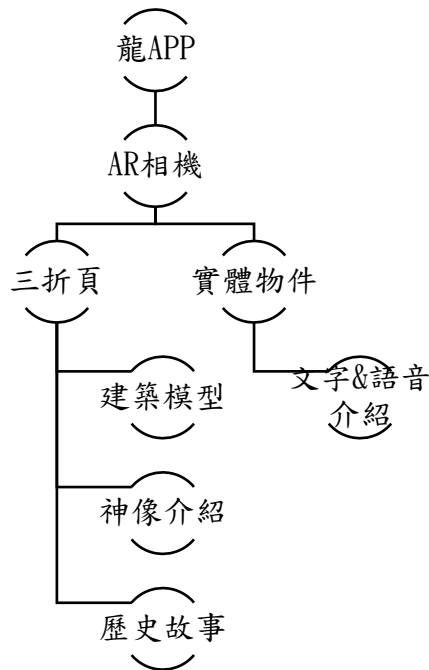 龍APP
AR相機
三折頁
實體物件
建築模型
文字&語音
介紹
神像介紹
歷史故事